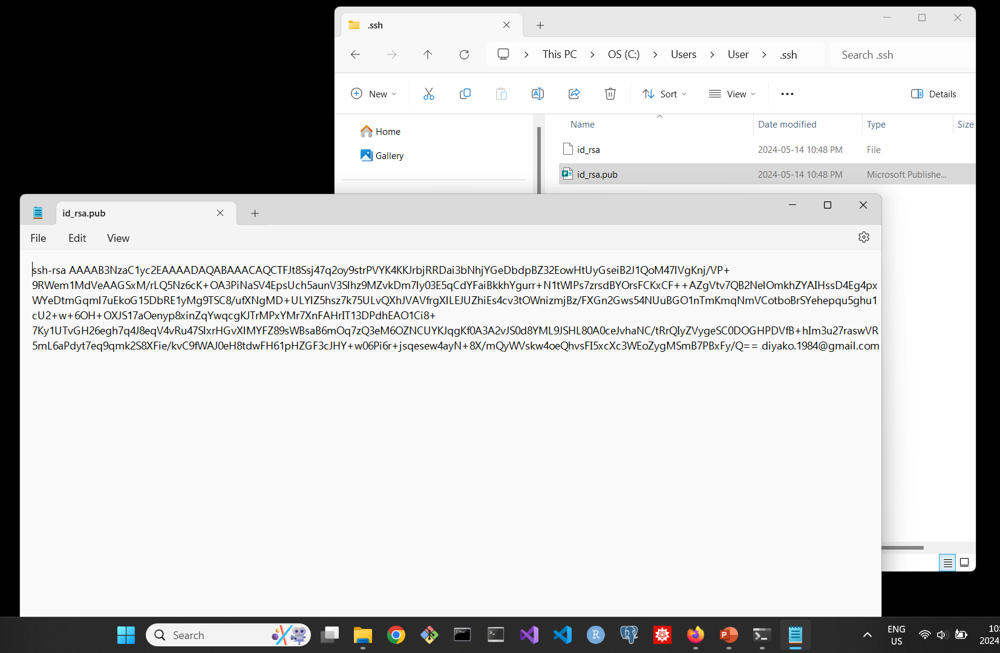 .ssh
This PC > OS (C:) > Users > User > .ssh
Search .ssh
New
Sort
View
Details
Home
Gallery
Name Date modified Type Size
id_rsa 2024-05-14 10:48 PM File
id_rsa.pub 2024-05-14 10:48 PM Microsoft Publishe...
id_rsa.pub
File Edit View
ssh-rsa AAAAB3NzaC1yc2EAAAADAQABAAACAQCTFJt8Ssj47q2oy9strPVYK4KKJrbjRRDai3bNhjYGeDbdpBZ32EowHtUyGseiB2J1QoM47IVgKnj/VP+
9RWem1MdVeAAGSxM/rLQ5Nz6cK+OA3PiNaSV4EpsUch5aunV3SIhz9MZvkDm7Iy03E5qCdYFaiBkkhYgurr+N1tWIPs7zrsdBYOrsFCKxCF++AZgVtv7QB2NeIOmkhZYAIHssD4Eg4px
WYeDtmGqmI7uEkoG15DbRE1yMg9TSC8/ufXNgMD+ULYIZ5hsz7k75ULvQXhJVAVfrgXILEJUZhiEs4cv3tOWnizmjBz/FXGn2Gws54NUuBGO1nTmKmqNmVCotboBrSYehepqu5ghu1
cU2+w+6OH+OXJS17aOenyp8xinZqYwqcgKJTrMPxYMr7XnFAHrIT13DPdhEAO1Ci8+
7Ky1UTvGH26egh7q4J8eqV4vRu47SIxrHGvXIMYFZ89sWBsaB6mOq7zQ3eM6OZNCUYKJqgKf0A3A2vJS0d8YML9JSHL80A0ceJvhaNC/tRrQIyZVygeSC0DOGHPDVfB+hIm3u27raswVR
5mL6aPdyt7eq9qmk2S8XFie/kvC9fWAJ0eH8tdwFH61pHZGF3cJHY+w06Pi6r+jsqesew4ayN+8X/mQyWVskw4oeQhvsFI5xcXc3WEoZygMSmB7PBxFy/Q== diyako.1984@gmail.com
Search
ENG
US
2024